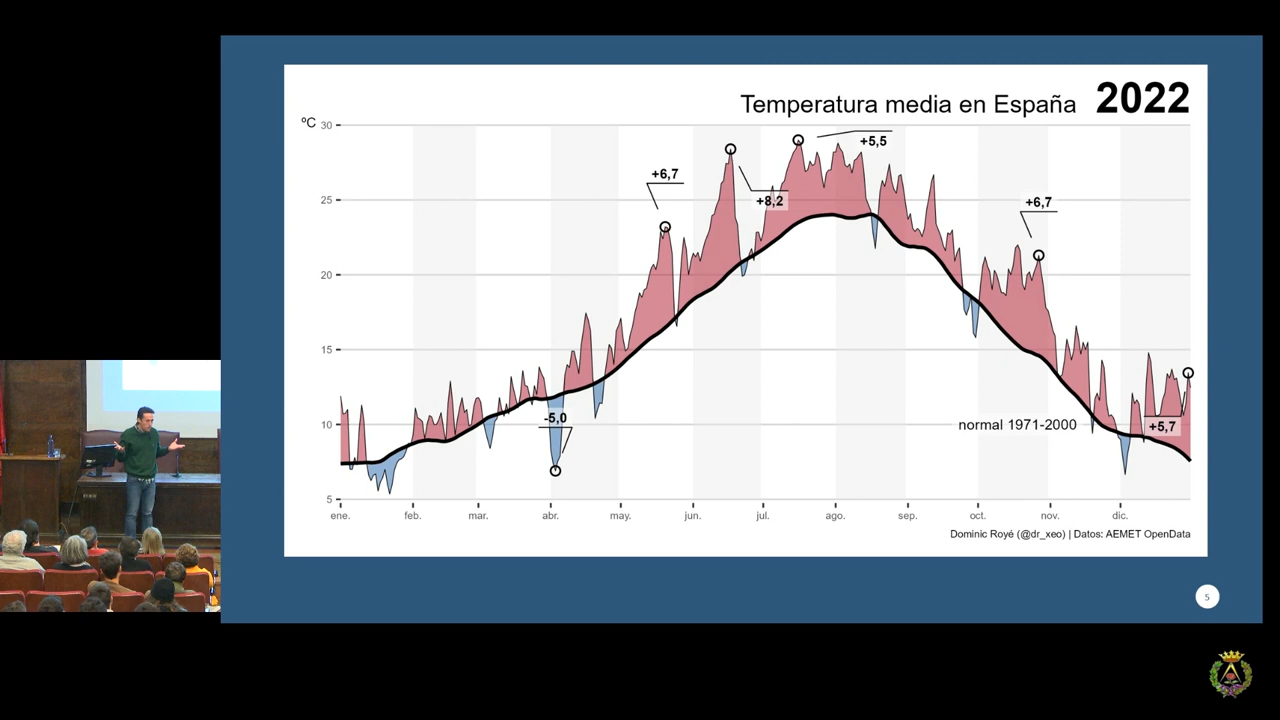 Temperatura media en España 2022
ºC
30
25
20
15
10
5
+6,7
+8,2
+5,5
+6,7
-5,0
+5,7
normal 1971-2000
ene. feb. mar. abr. may. jun. jul. ago. sep. oct. nov. dic.
Dominic Royé (@dr_xeo) | Datos: AEMET OpenData
5